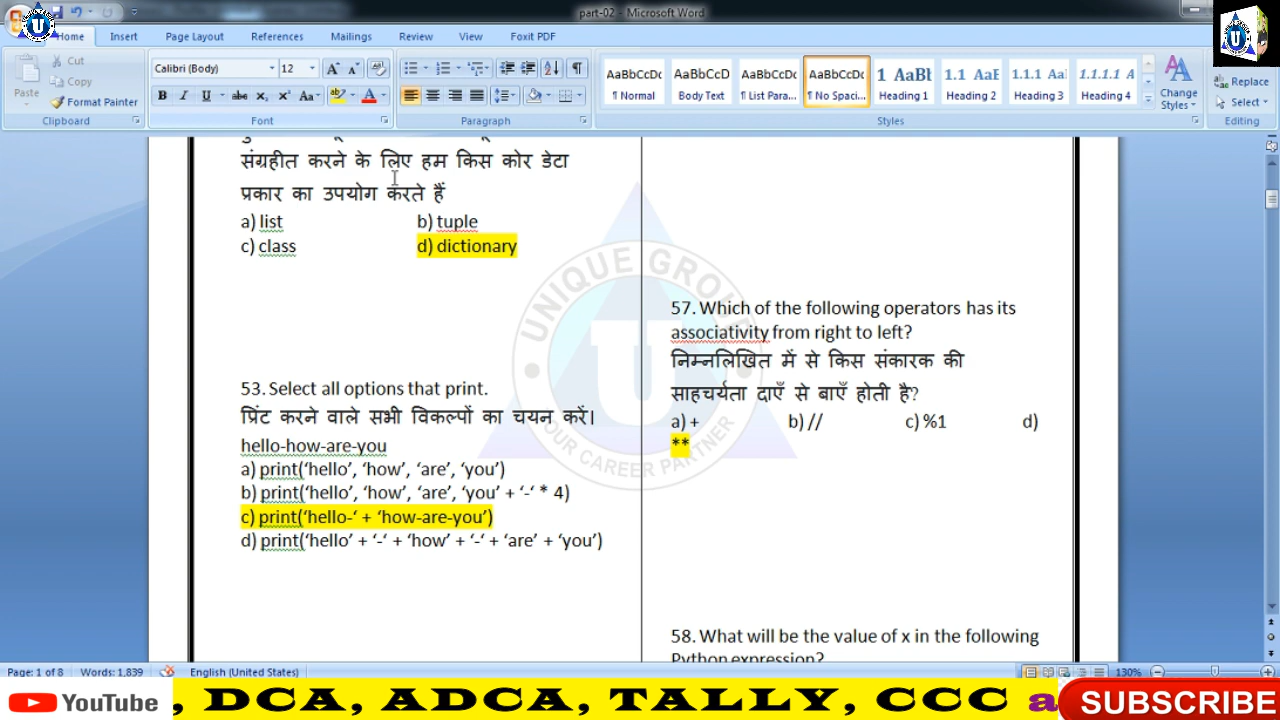 part-02 - Microsoft Word
Home Insert Page Layout References Mailings Review View Foxit PDF
Cut
Copy
Paste
Format Painter
Calibri (Body) 12
AaBbCcDc AaBbCcD AaBbCcDc AaBbCcDc 1 AaBb 1.1 AaE 1.1.1 Aa 1.1.1.1 A
¶ Normal Body Text ¶ List Para... ¶ No Spaci... Heading 1 Heading 2 Heading 3 Heading 4
Change Styles
Replace
Select
Clipboard Font Paragraph Styles Editing
संग्रहीत करने के लिए हम किस कोर डेटा
प्रकार का उपयोग करते हैं
a) list b) tuple
c) class d) dictionary
53. Select all options that print.
प्रिंट करने वाले सभी विकल्पों का चयन करें।
hello-how-are-you
a) print(‘hello’, ‘how’, ‘are’, ‘you’)
b) print(‘hello’, ‘how’, ‘are’, ‘you’ + ‘-‘ * 4)
c) print(‘hello-‘ + ‘how-are-you’)
d) print(‘hello’ + ‘-‘ + ‘how’ + ‘-‘ + ‘are’ + ‘you’)
57. Which of the following operators has its
associativity from right to left?
निम्नलिखित में से किस संकारक की
साहचर्यता दाएँ से बाएँ होती है?
a) + b) // c) %1 d)
**
58. What will be the value of x in the following
Python expression?
UNIQUE GROUP
U
OUR CAREER PARTNER
Page: 1 of 8 Words: 1,839 English (United States) 130%
YouTube , DCA, ADCA, TALLY, CCC a SUBSCRIBE